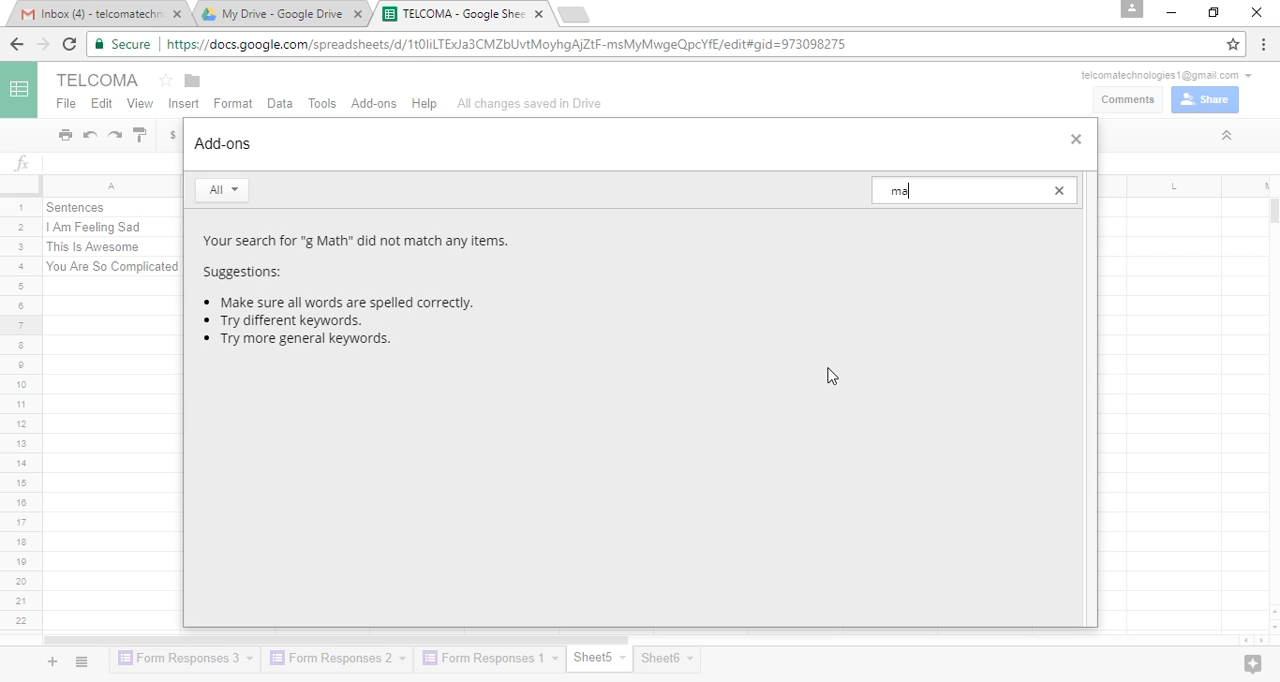 Inbox (4) - telcomatechn
My Drive - Google Drive
TELCOMA - Google Shee
Secure
https://docs.google.com/spreadsheets/d/1t0IiLTExJa3CMZbUvtMoyhgAjZtF-msMyMwgeQpcYfE/edit#gid=973098275
TELCOMA
telcomatechnologies1@gmail.com
File Edit View Insert Format Data Tools Add-ons Help All changes saved in Drive
Comments
Share
$
fx
Add-ons
All
ma
Your search for "g Math" did not match any items.
Suggestions:
• Make sure all words are spelled correctly.
• Try different keywords.
• Try more general keywords.
A L M
1 Sentences
2 I Am Feeling Sad
3 This Is Awesome
4 You Are So Complicated
5
6
7
8
9
10
11
12
13
14
15
16
17
18
19
20
21
22
Form Responses 3
Form Responses 2
Form Responses 1
Sheet5
Sheet6